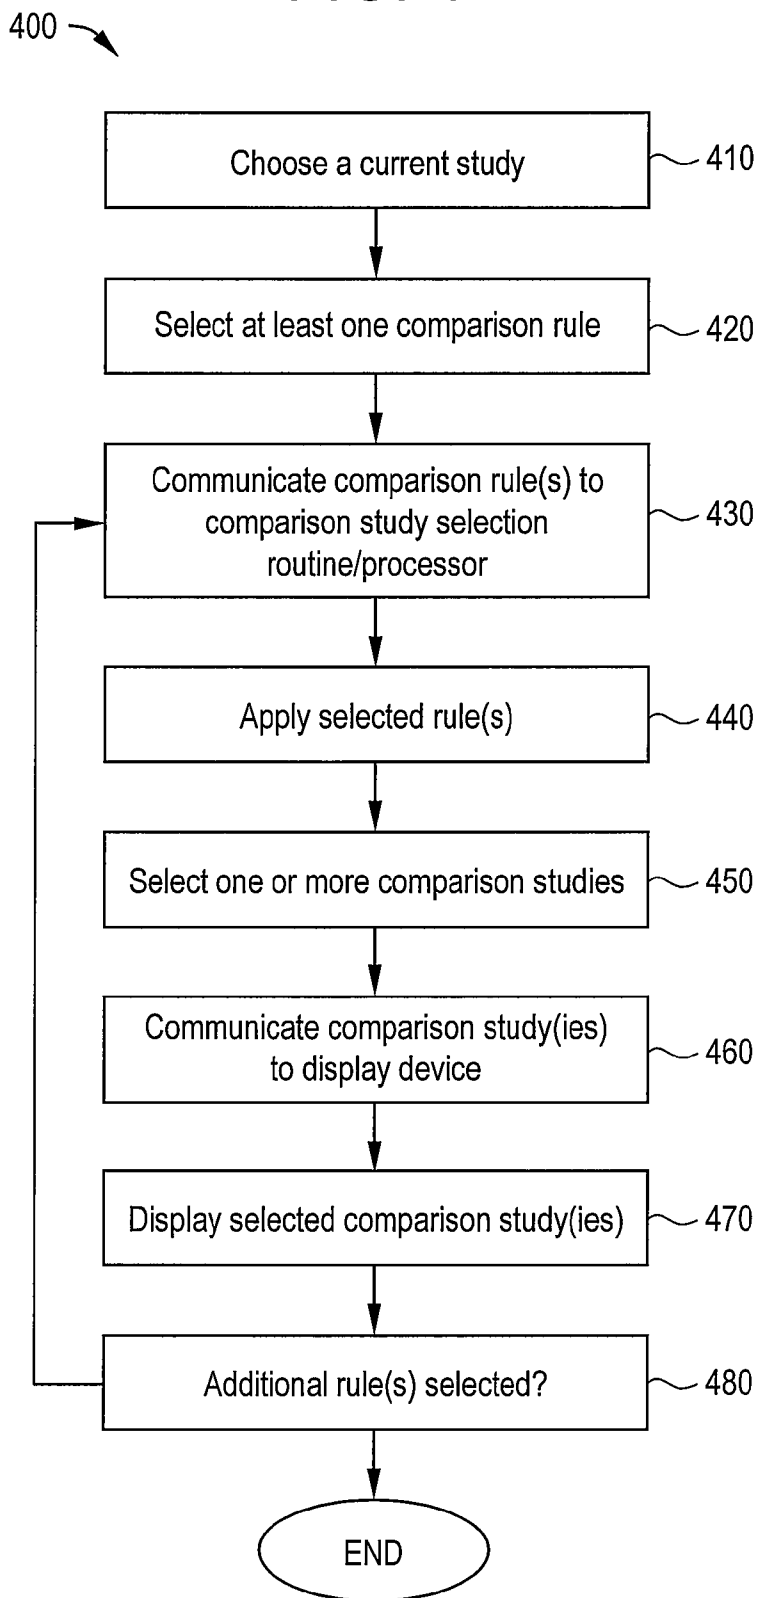 400
Choose a current study
410
Select at least one comparison rule
420
Communicate comparison rule(s) to
comparison study selection
routine/processor
430
Apply selected rule(s)
440
Select one or more comparison studies
450
Communicate comparison study(ies)
to display device
460
Display selected comparison study(ies)
470
Additional rule(s) selected?
480
END